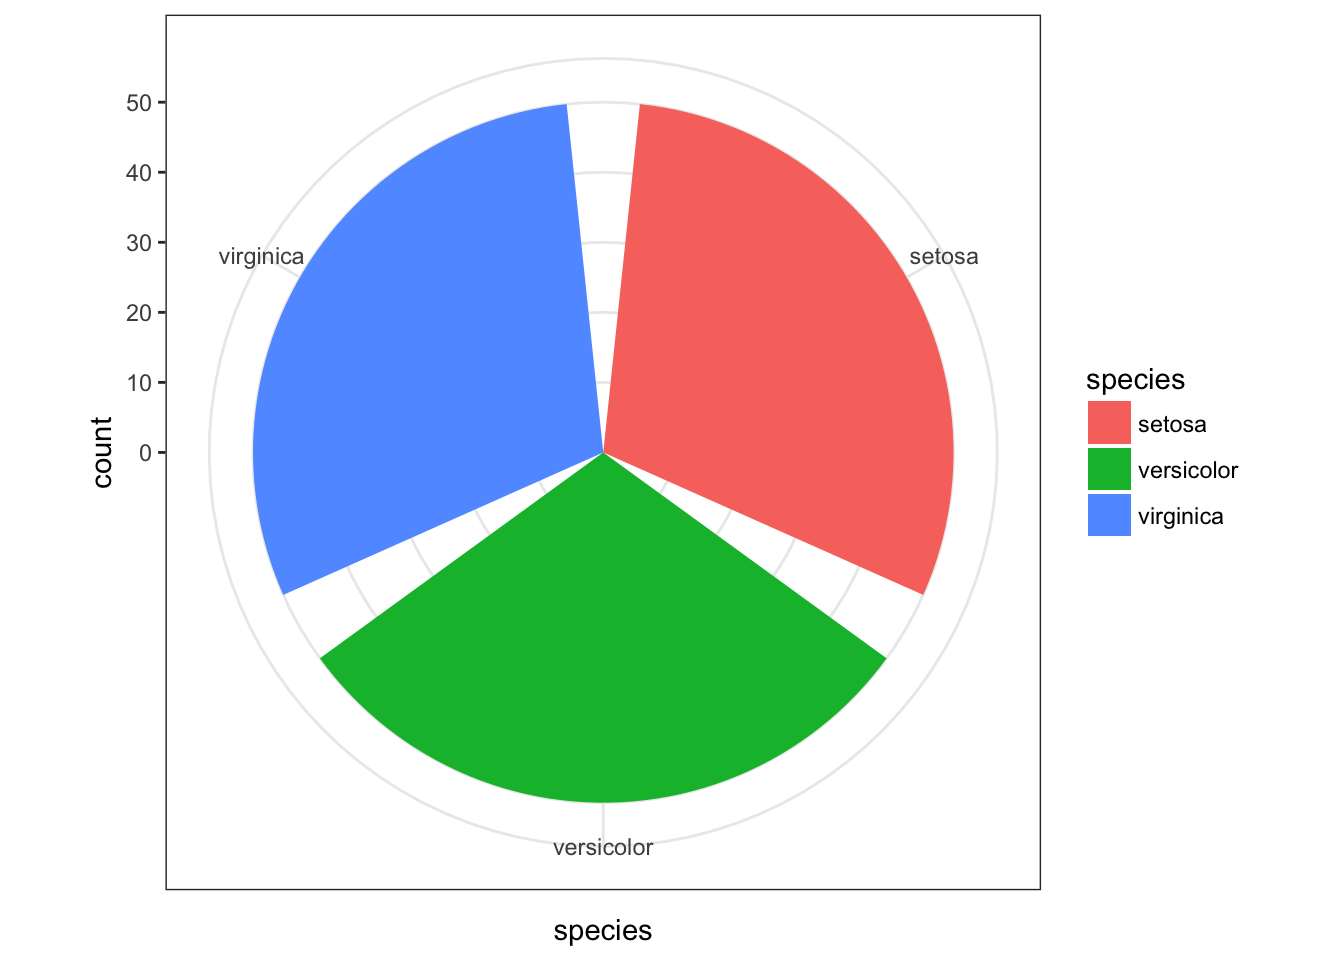 50
40
30
20
10
0
count
virginica
setosa
versicolor
species
species
setosa
versicolor
virginica